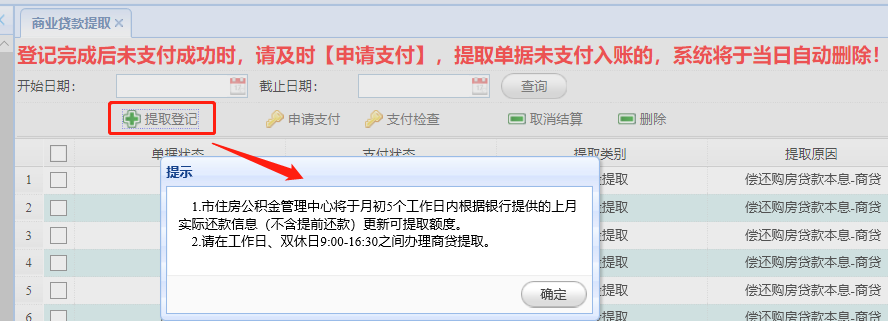 商业贷款提取
登记完成后未支付成功时，请及时【申请支付】，提取单据未支付入账的，系统将于当日自动删除！
开始日期： 截止日期： 查询
提取登记 申请支付 支付检查 取消结算 删除
单据状态 支付状态 提取类别 提取原因
1 提取 偿还购房贷款本息-商贷
提示
2 提取 偿还购房贷款本息-商贷
1.市住房公积金管理中心将于月初5个工作日内根据银行提供的上月
实际还款信息（不含提前还款）更新可提取额度。
3 提取 偿还购房贷款本息-商贷
2.请在工作日、双休日9:00-16:30之间办理商贷提取。
4 提取 偿还购房贷款本息-商贷
5 提取 偿还购房贷款本息-商贷
确定
6 提取 偿还购房贷款本息-商贷